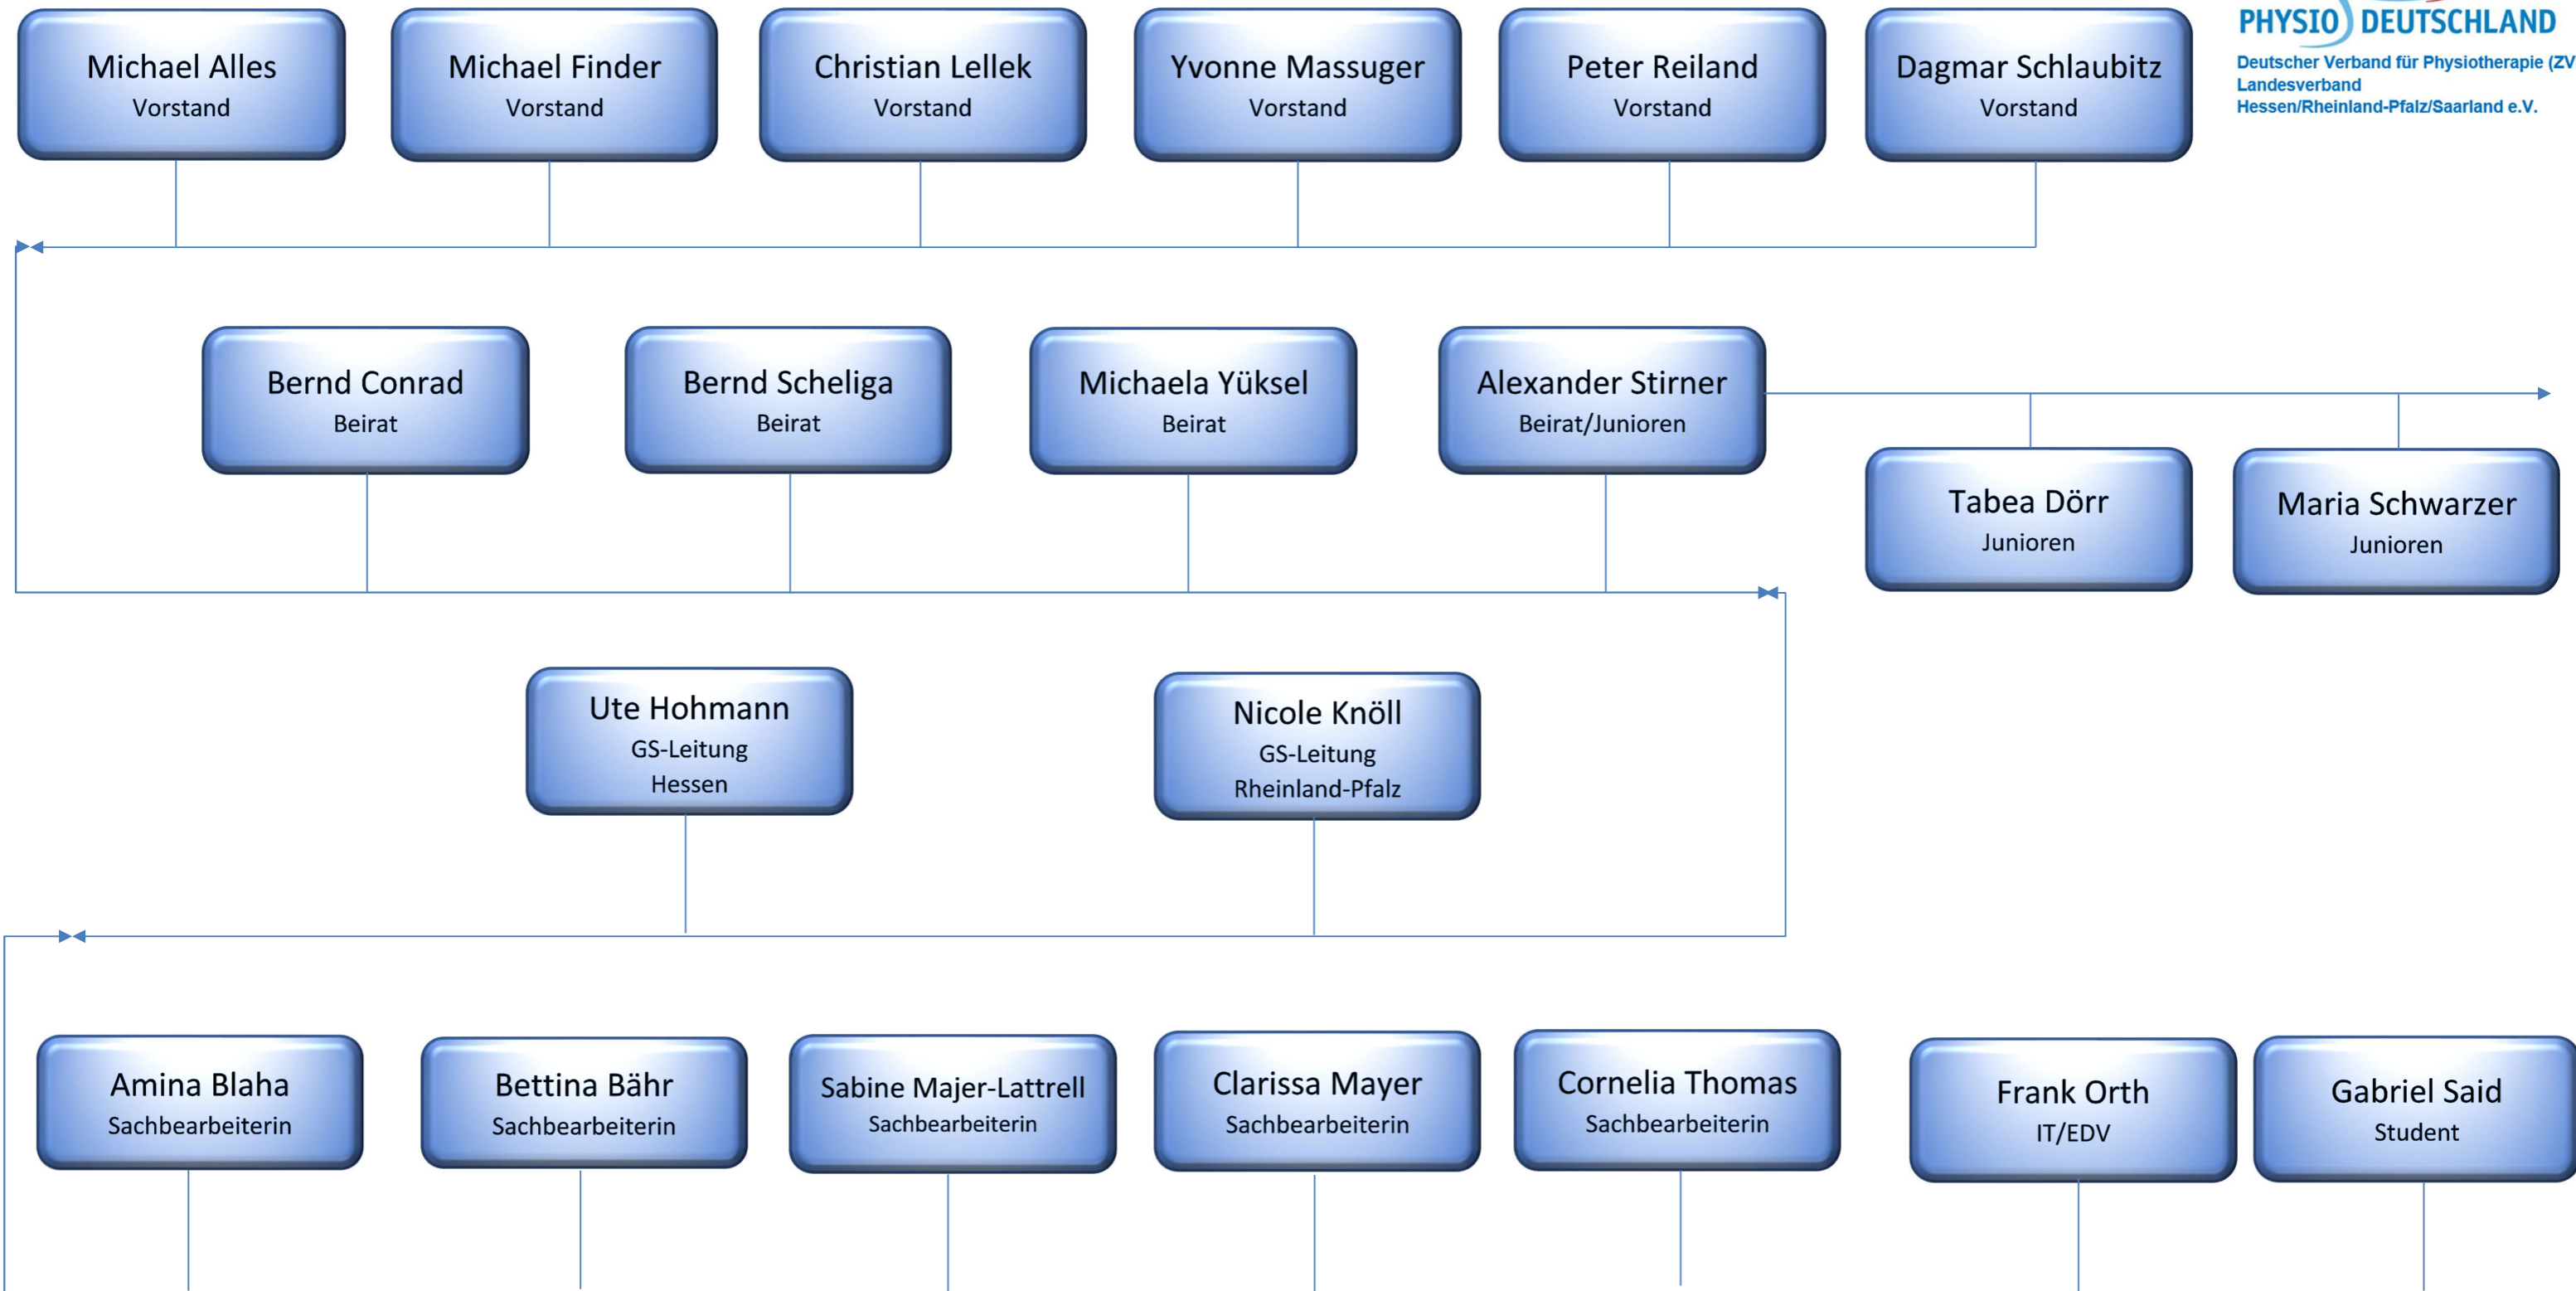 Michael Alles
Vorstand
Michael Finder
Vorstand
Christian Lellek
Vorstand
Yvonne Massuger
Vorstand
Peter Reiland
Vorstand
Dagmar Schlaubitz
Vorstand
PHYSIO DEUTSCHLAND
Deutscher Verband für Physiotherapie (ZV
Landesverband
Hessen/Rheinland-Pfalz/Saarland e.V.
Bernd Conrad
Beirat
Bernd Scheliga
Beirat
Michaela Yüksel
Beirat
Alexander Stirner
Beirat/Junioren
Tabea Dörr
Junioren
Maria Schwarzer
Junioren
Ute Hohmann
GS-Leitung
Hessen
Nicole Knöll
GS-Leitung
Rheinland-Pfalz
Amina Blaha
Sachbearbeiterin
Bettina Bähr
Sachbearbeiterin
Sabine Majer-Lattrell
Sachbearbeiterin
Clarissa Mayer
Sachbearbeiterin
Cornelia Thomas
Sachbearbeiterin
Frank Orth
IT/EDV
Gabriel Said
Student